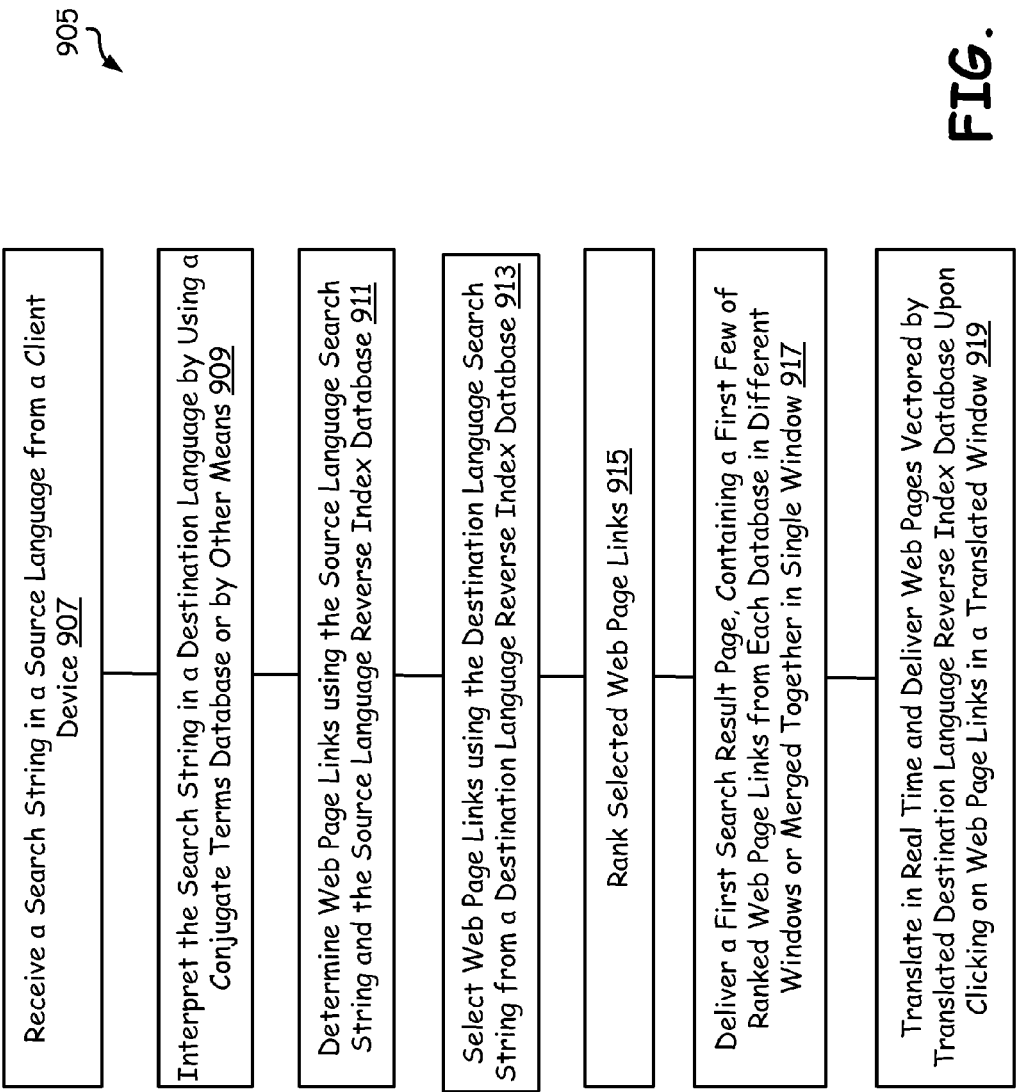 905
Receive a Search String in a Source Language from a Client
Device 907
Interpret the Search String in a Destination Language by Using a
Conjugate Terms Database or by Other Means 909
Determine Web Page Links using the Source Language Search
String and the Source Language Reverse Index Database 911
Select Web Page Links using the Destination Language Search
String from a Destination Language Reverse Index Database 913
Rank Selected Web Page Links 915
Deliver a First Search Result Page, Containing a First Few of
Ranked Web Page Links from Each Database in Different
Windows or Merged Together in Single Window 917
Translate in Real Time and Deliver Web Pages Vectored by
Translated Destination Language Reverse Index Database Upon
Clicking on Web Page Links in a Translated Window 919
FIG.